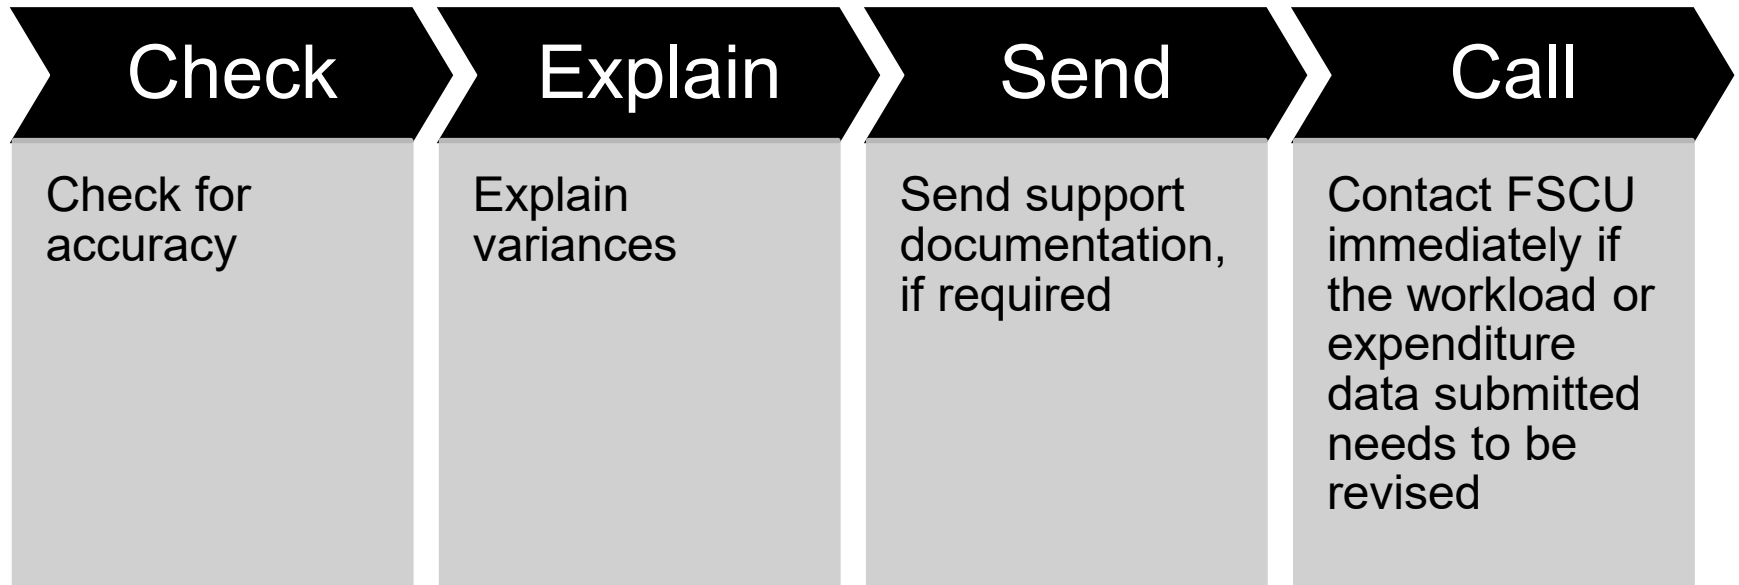 Check
Explain
Send
Call
Check for
accuracy
Explain
variances
Send support
documentation,
if required
Contact FSCU
immediately if
the workload or
expenditure
data submitted
needs to be
revised